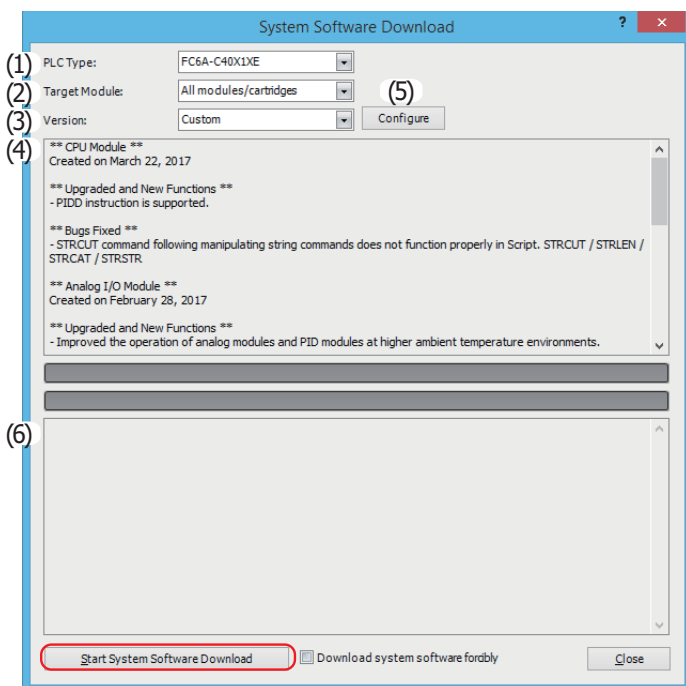 System Software Download ? ×
(1) PLC Type: FC6A-C40X1XE
(2) Target Module: All modules/cartridges (5)
(3) Version: Custom Configure
(4) ** CPU Module **
Created on March 22, 2017
** Upgraded and New Functions **
- PIDD instruction is supported.
** Bugs Fixed **
- STRCUT command following manipulating string commands does not function properly in Script. STRCUT / STRLEN /
STRCAT / STRSTR
** Analog I/O Module **
Created on February 28, 2017
** Upgraded and New Functions **
- Improved the operation of analog modules and PID modules at higher ambient temperature environments.
(6)
Start System Software Download Download system software forcibly Close